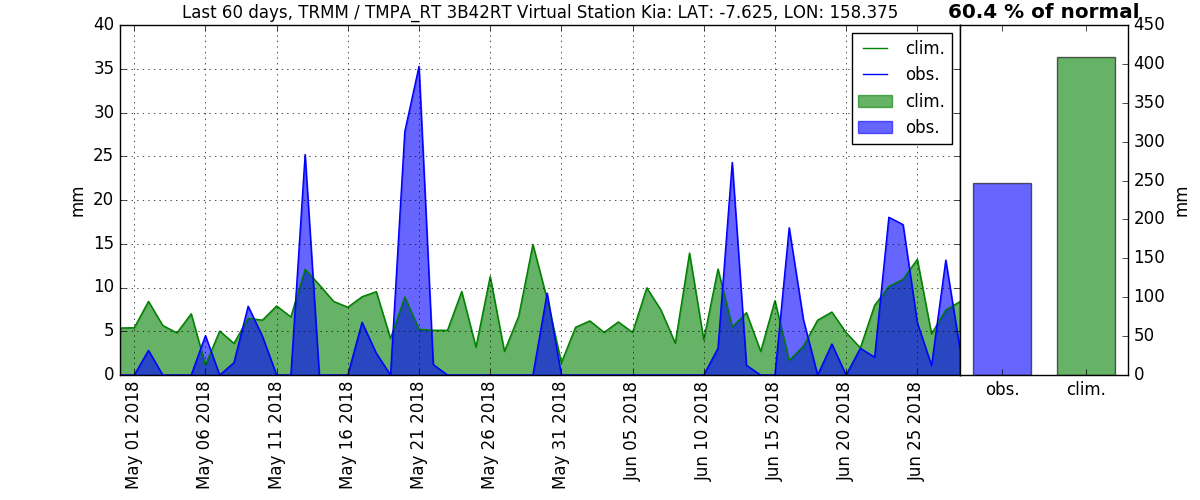 Last 60 days, TRMM / TMPA_RT 3B42RT Virtual Station Kia: LAT: -7.625, LON: 158.375
60.4 % of normal
40
35
30
25
20
15
10
5
0
mm
clim.
obs.
clim.
obs.
450
400
350
300
250
200
150
100
50
0
mm
May 01 2018
May 06 2018
May 11 2018
May 16 2018
May 21 2018
May 26 2018
May 31 2018
Jun 05 2018
Jun 10 2018
Jun 15 2018
Jun 20 2018
Jun 25 2018
obs.
clim.